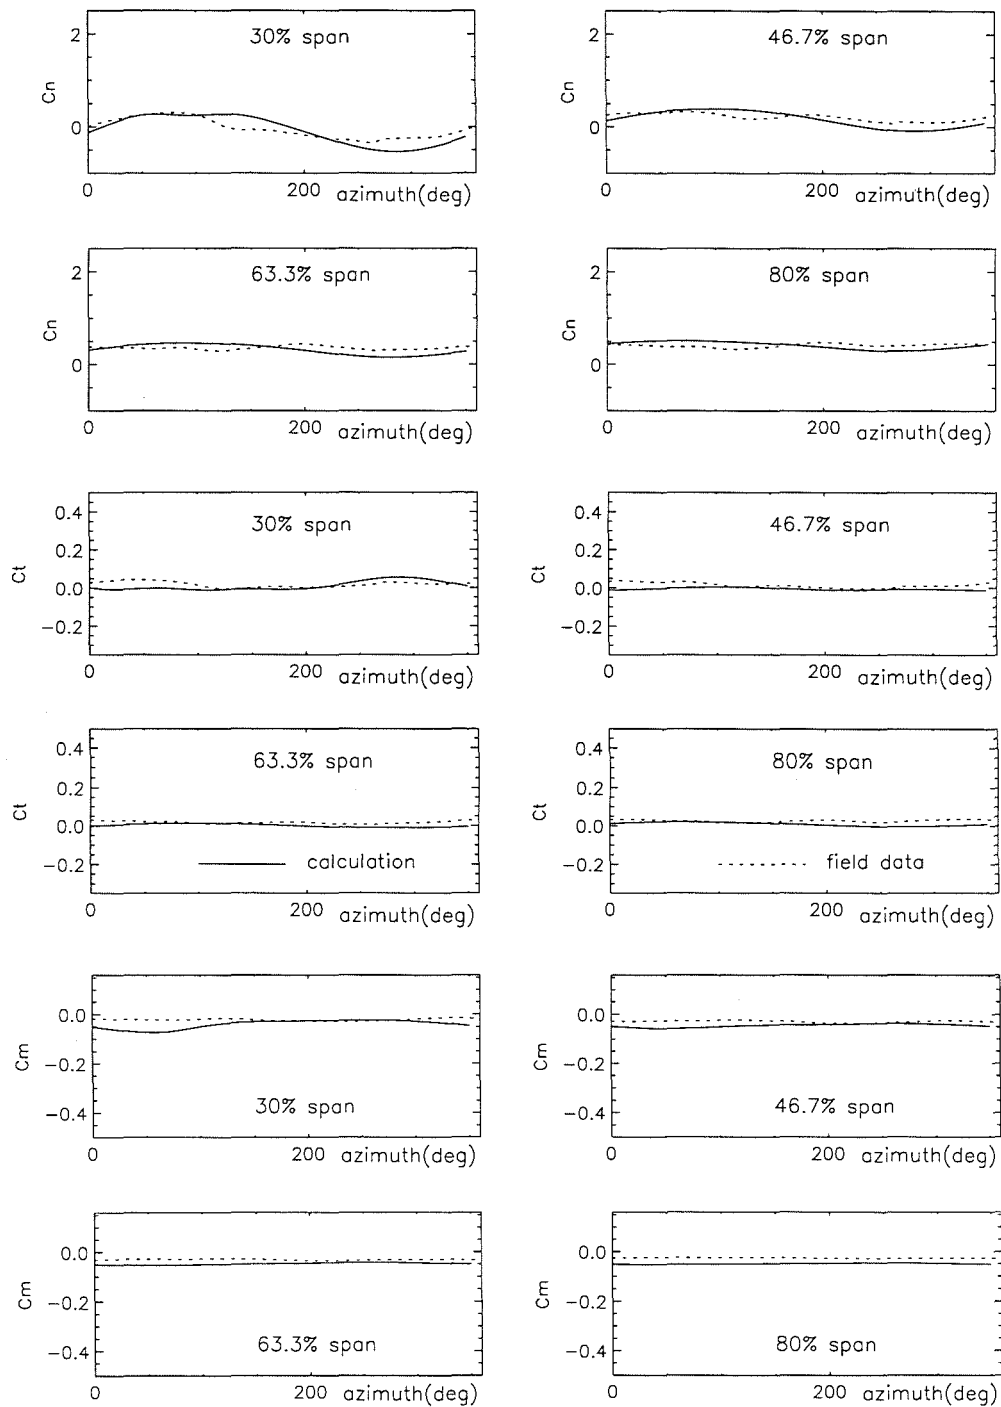 2
30% span
Cn
0
0
200
azimuth(deg)
2
46.7% span
Cn
0
0
200
azimuth(deg)
2
63.3% span
Cn
0
0
200
azimuth(deg)
2
80% span
Cn
0
0
200
azimuth(deg)
0.4
30% span
0.2
Ct
0.0
−0.2
0
200
azimuth(deg)
0.4
46.7% span
0.2
Ct
0.0
−0.2
0
200
azimuth(deg)
0.4
63.3% span
0.2
Ct
0.0
−0.2
calculation
0
200
azimuth(deg)
0.4
80% span
0.2
Ct
0.0
−0.2
field data
0
200
azimuth(deg)
0.0
Cm
−0.2
−0.4
30% span
0
200
azimuth(deg)
0.0
Cm
−0.2
−0.4
46.7% span
0
200
azimuth(deg)
0.0
Cm
−0.2
−0.4
63.3% span
0
200
azimuth(deg)
0.0
Cm
−0.2
−0.4
80% span
0
200
azimuth(deg)